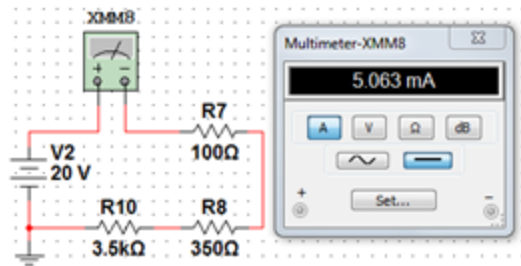 XMM8
+ −
V2
20 V
R7
100Ω
R10
3.5kΩ
R8
350Ω
Multimeter-XMM8
5.063 mA
A V Ω dB
Set...
+ −